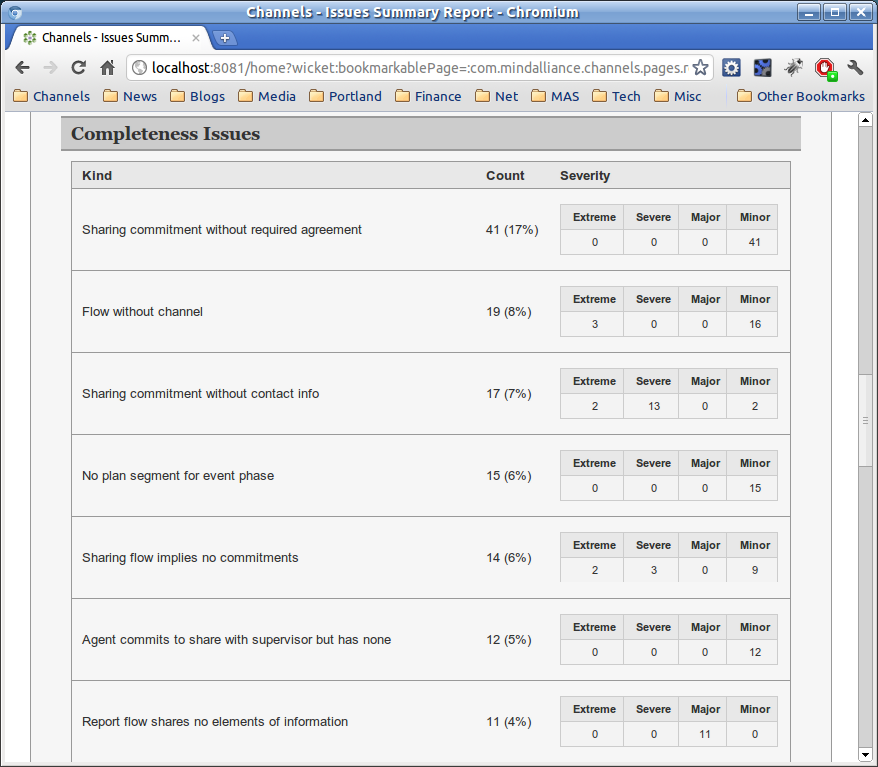 Channels - Issues Summary Report - Chromium
Channels - Issues Summ...
localhost:8081/home?wicket:bookmarkablePage=:com.mindalliance.channels.pages.r
Channels News Blogs Media Portland Finance Net MAS Tech Misc Other Bookmarks
Completeness Issues
Kind Count Severity
Extreme Severe Major Minor
Sharing commitment without required agreement 41 (17%)
0 0 0 41
Extreme Severe Major Minor
Flow without channel 19 (8%)
3 0 0 16
Extreme Severe Major Minor
Sharing commitment without contact info 17 (7%)
2 13 0 2
Extreme Severe Major Minor
No plan segment for event phase 15 (6%)
0 0 0 15
Extreme Severe Major Minor
Sharing flow implies no commitments 14 (6%)
2 3 0 9
Extreme Severe Major Minor
Agent commits to share with supervisor but has none 12 (5%)
0 0 0 12
Extreme Severe Major Minor
Report flow shares no elements of information 11 (4%)
0 0 11 0